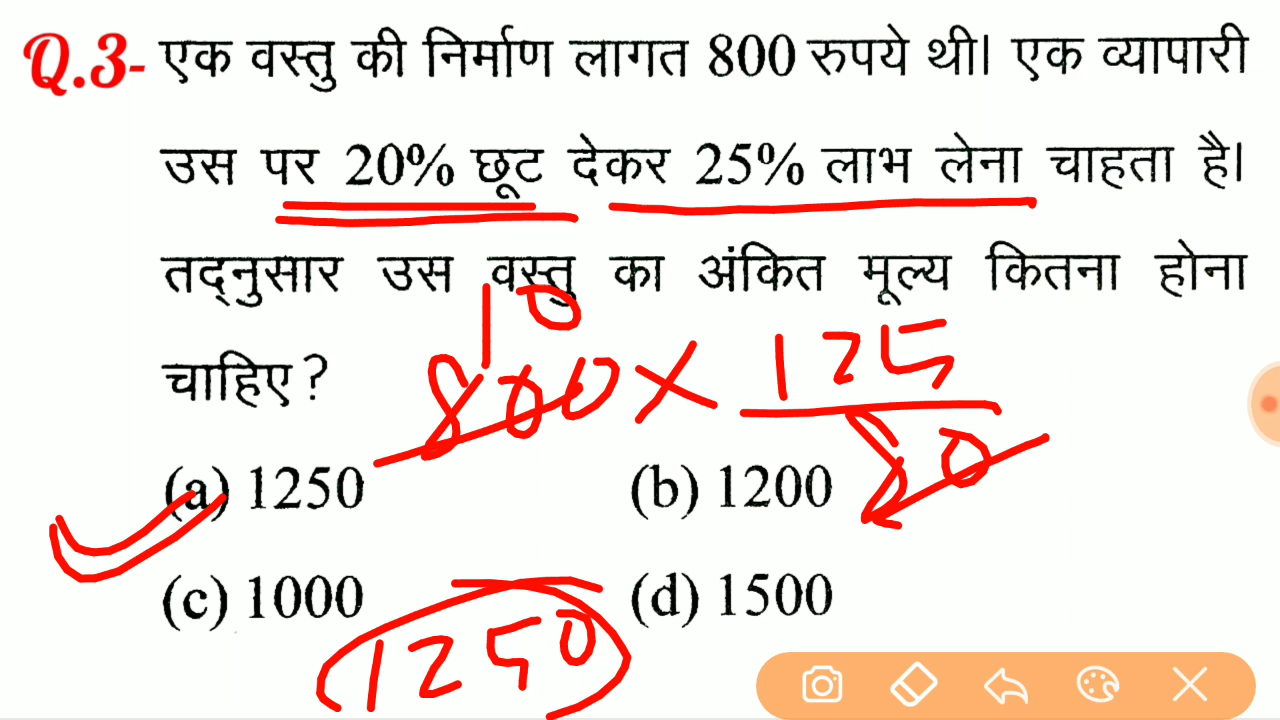 Q.3- एक वस्तु की निर्माण लागत 800 रुपये थी। एक व्यापारी
उस पर 20% छूट देकर 25% लाभ लेना चाहता है।
तद्नुसार उस वस्तु का अंकित मूल्य कितना होना
चाहिए?
10
800 × 125
80
(a) 1250 (b) 1200
(c) 1000 (d) 1500
1250